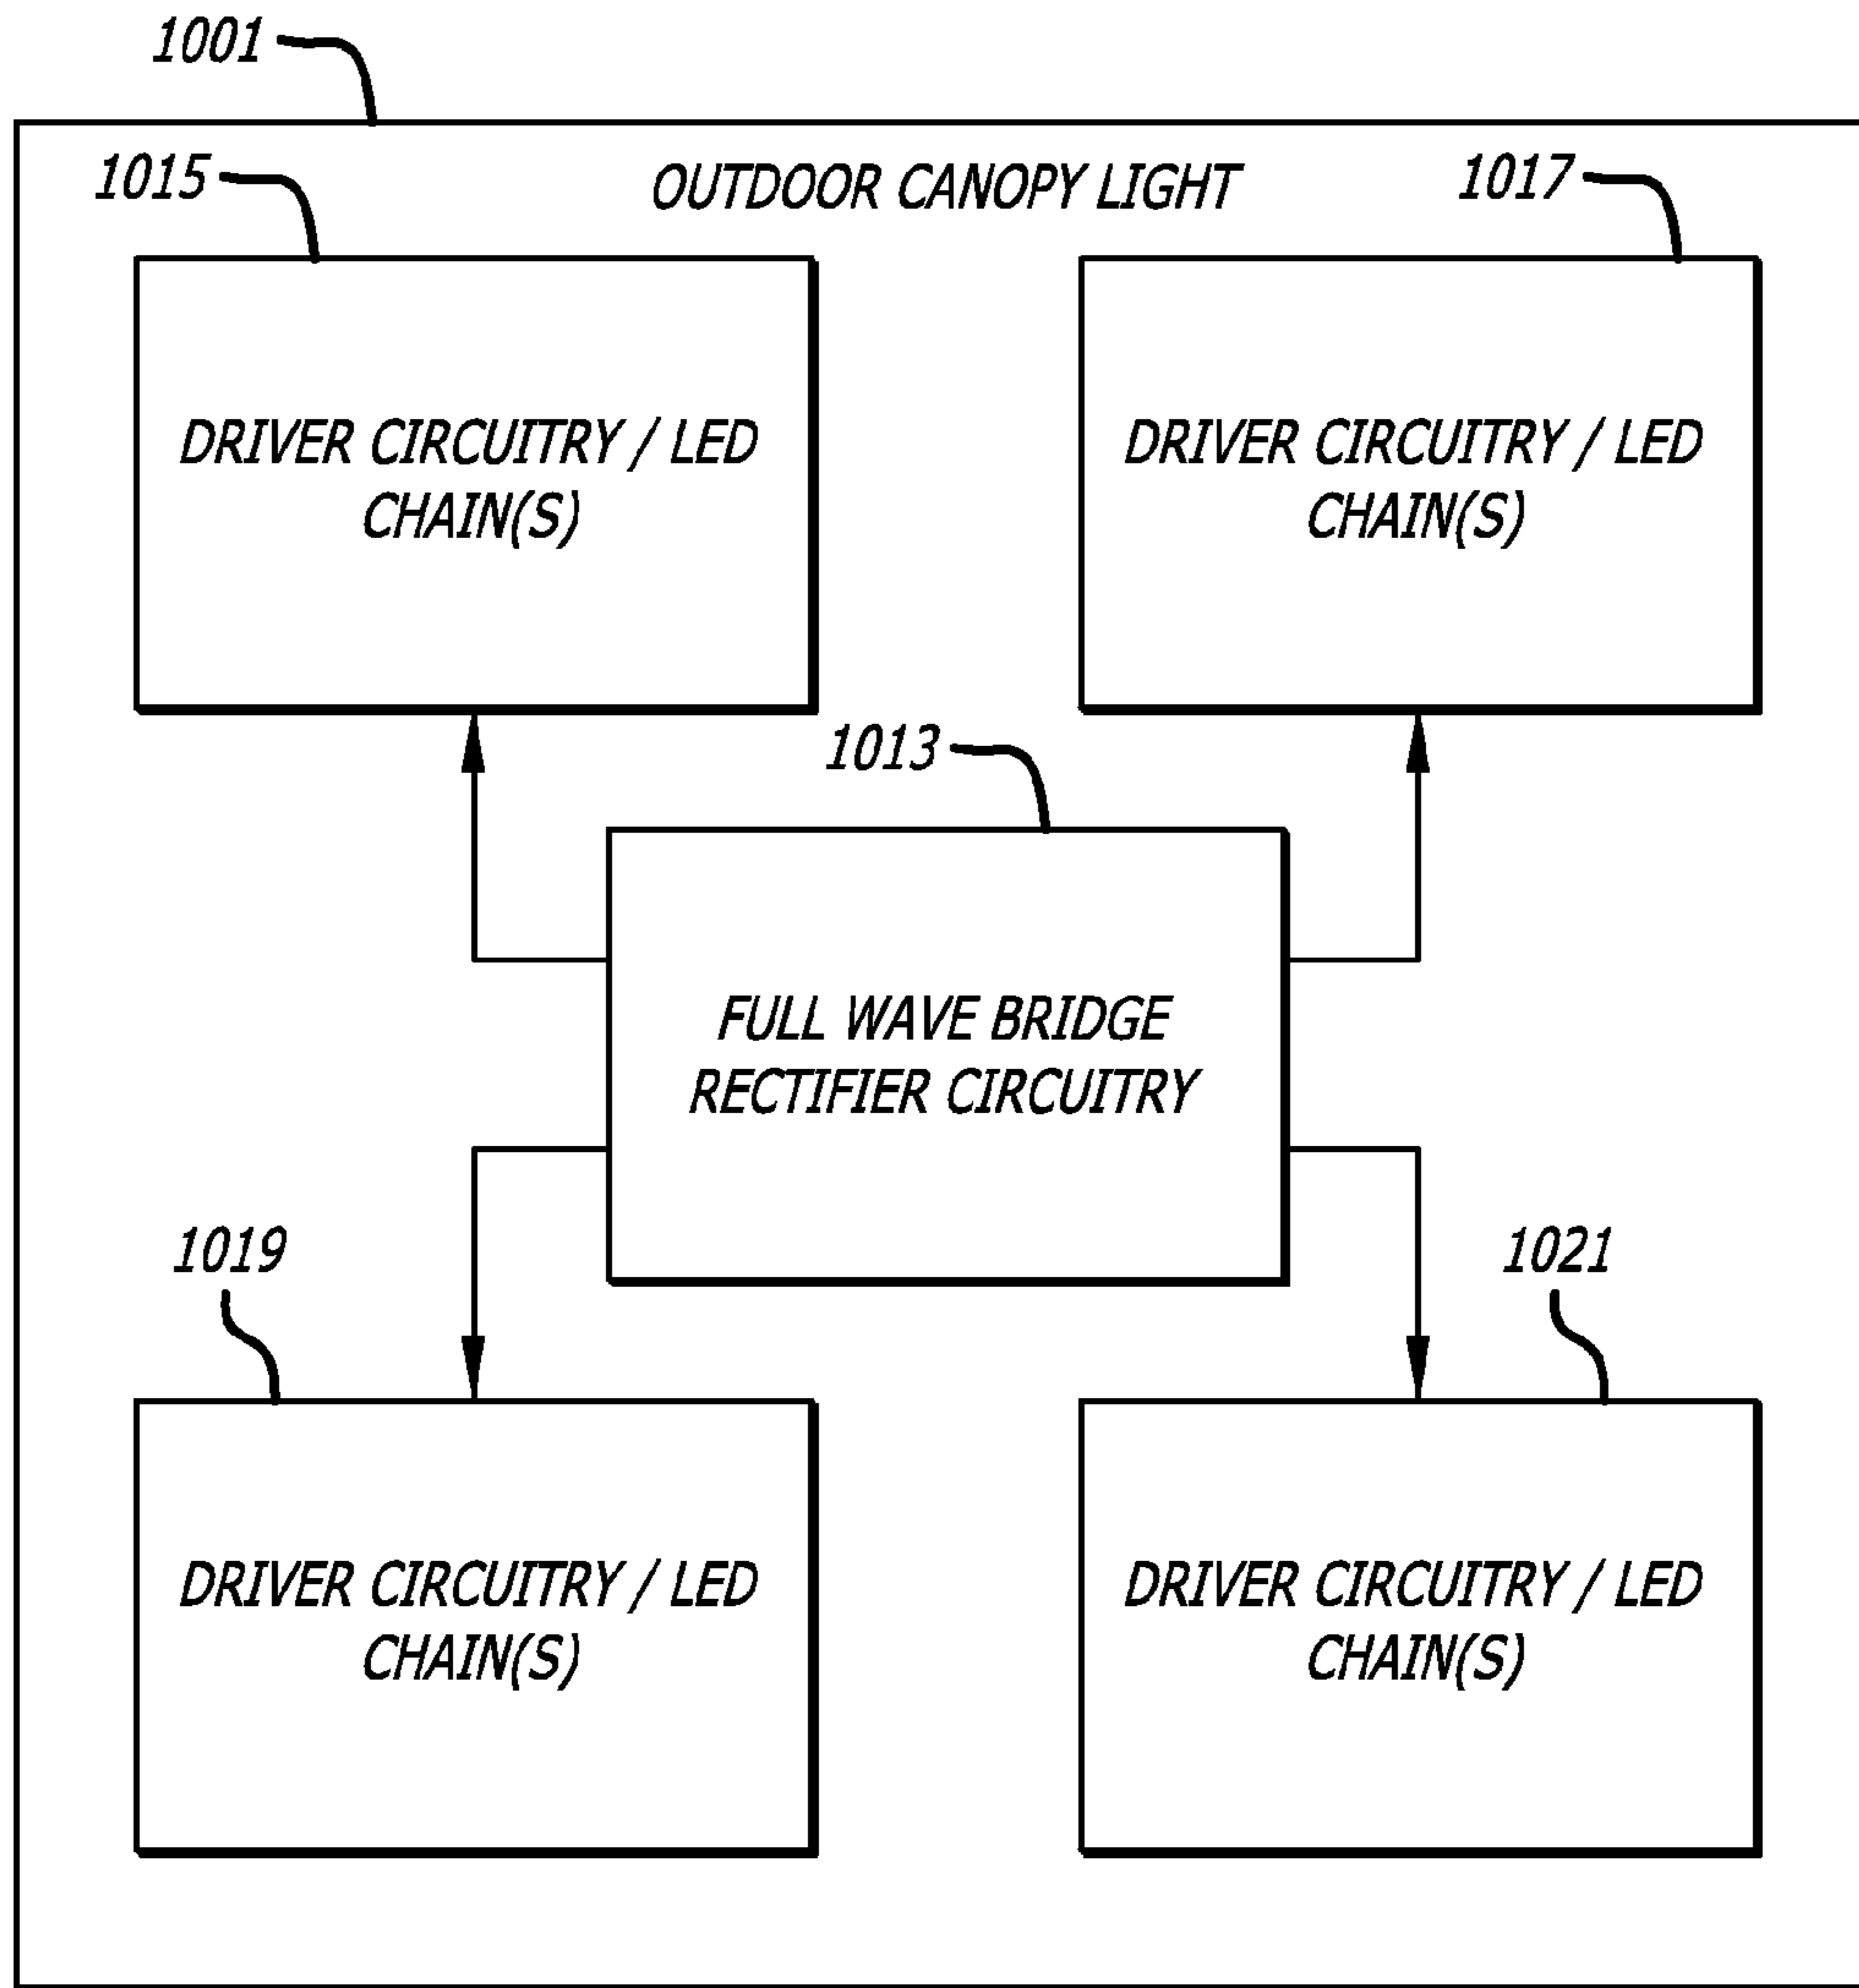 1001
1015
OUTDOOR CANOPY LIGHT
1017
DRIVER CIRCUITRY / LED
CHAIN(S)
DRIVER CIRCUITRY / LED
CHAIN(S)
1013
FULL WAVE BRIDGE
RECTIFIER CIRCUITRY
1019
1021
DRIVER CIRCUITRY / LED
CHAIN(S)
DRIVER CIRCUITRY / LED
CHAIN(S)